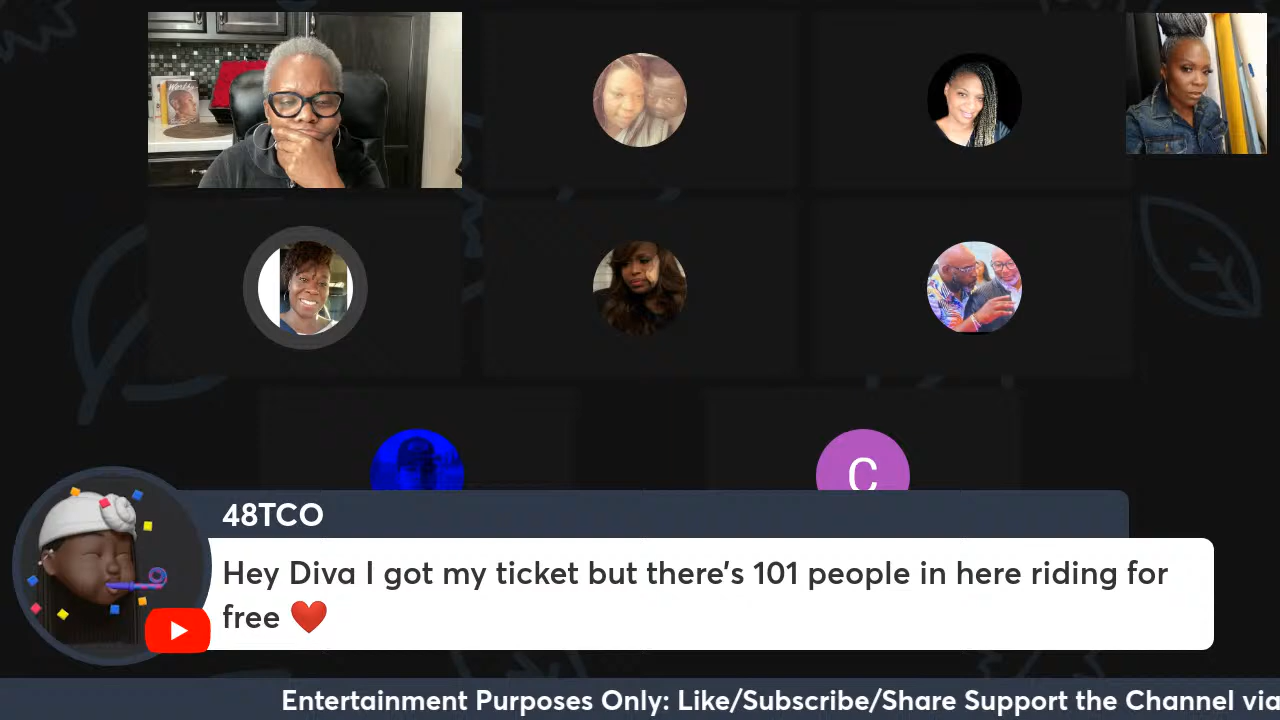 C
48TCO
Hey Diva I got my ticket but there's 101 people in here riding for
free ❤️
Entertainment Purposes Only: Like/Subscribe/Share Support the Channel via